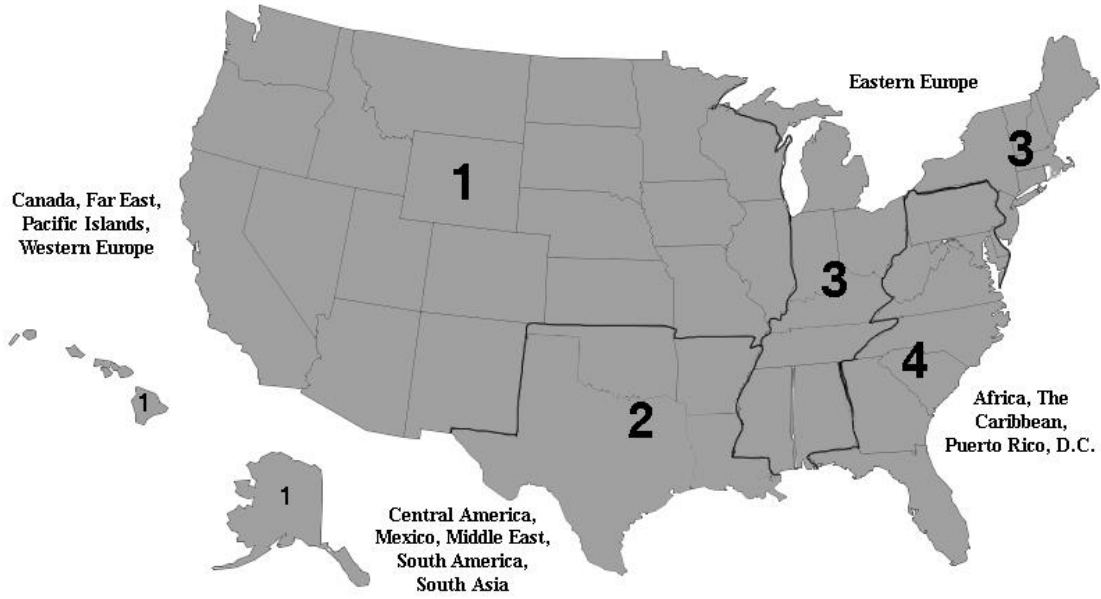 Eastern Europe
3
1
Canada, Far East,
Pacific Islands,
Western Europe
3
4
1
2
Africa, The
Caribbean,
Puerto Rico, D.C.
1
Central America,
Mexico, Middle East,
South America,
South Asia